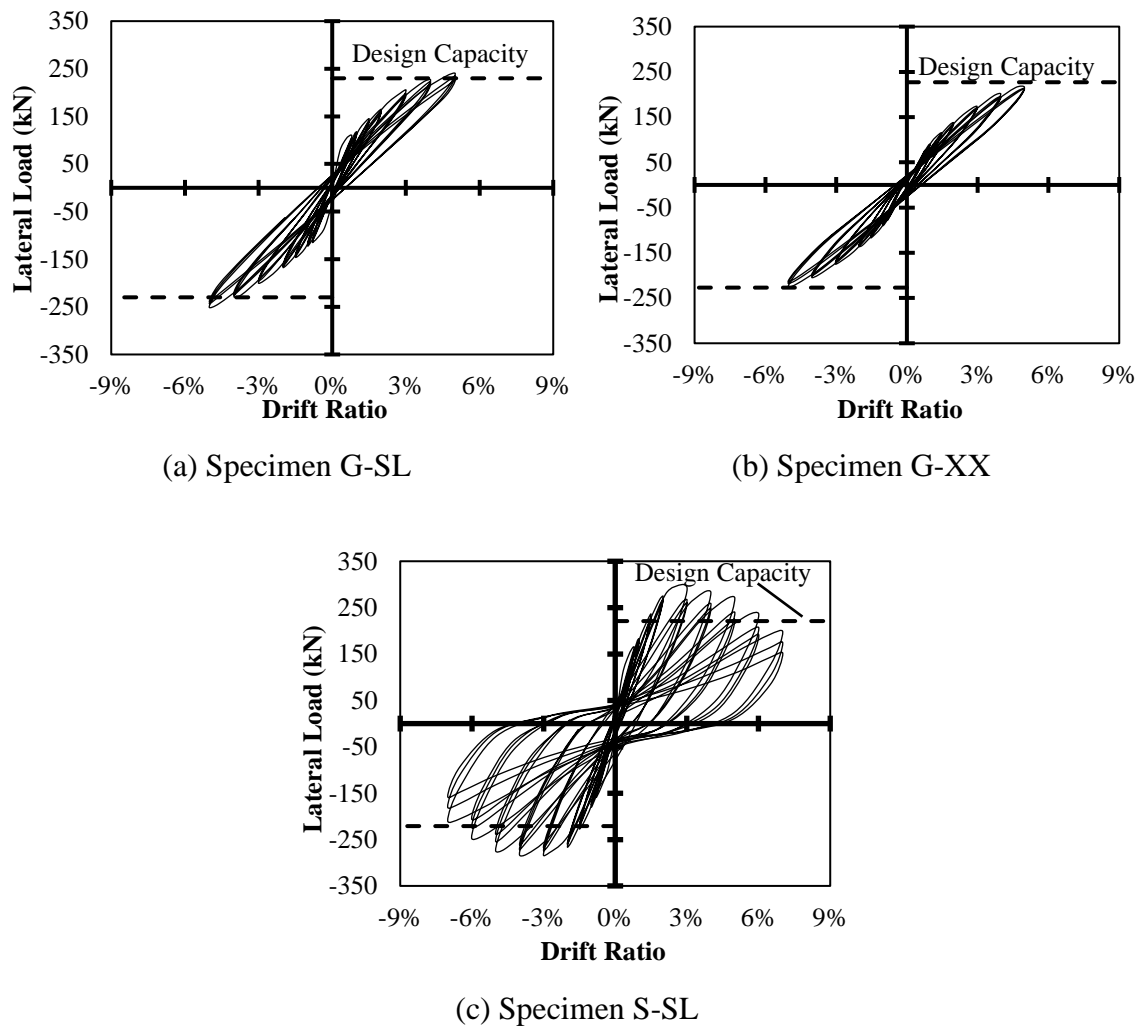 350
250
150
50
-50
-150
-250
-350
Lateral Load (kN)
Design Capacity
-9% -6% -3% 0% 3% 6% 9%
Drift Ratio
(a) Specimen G-SL
350
250
150
50
-50
-150
-250
-350
Lateral Load (kN)
Design Capacity
-9% -6% -3% 0% 3% 6% 9%
Drift Ratio
(b) Specimen G-XX
350
250
150
50
-50
-150
-250
-350
Lateral Load (kN)
Design Capacity
-9% -6% -3% 0% 3% 6% 9%
Drift Ratio
(c) Specimen S-SL